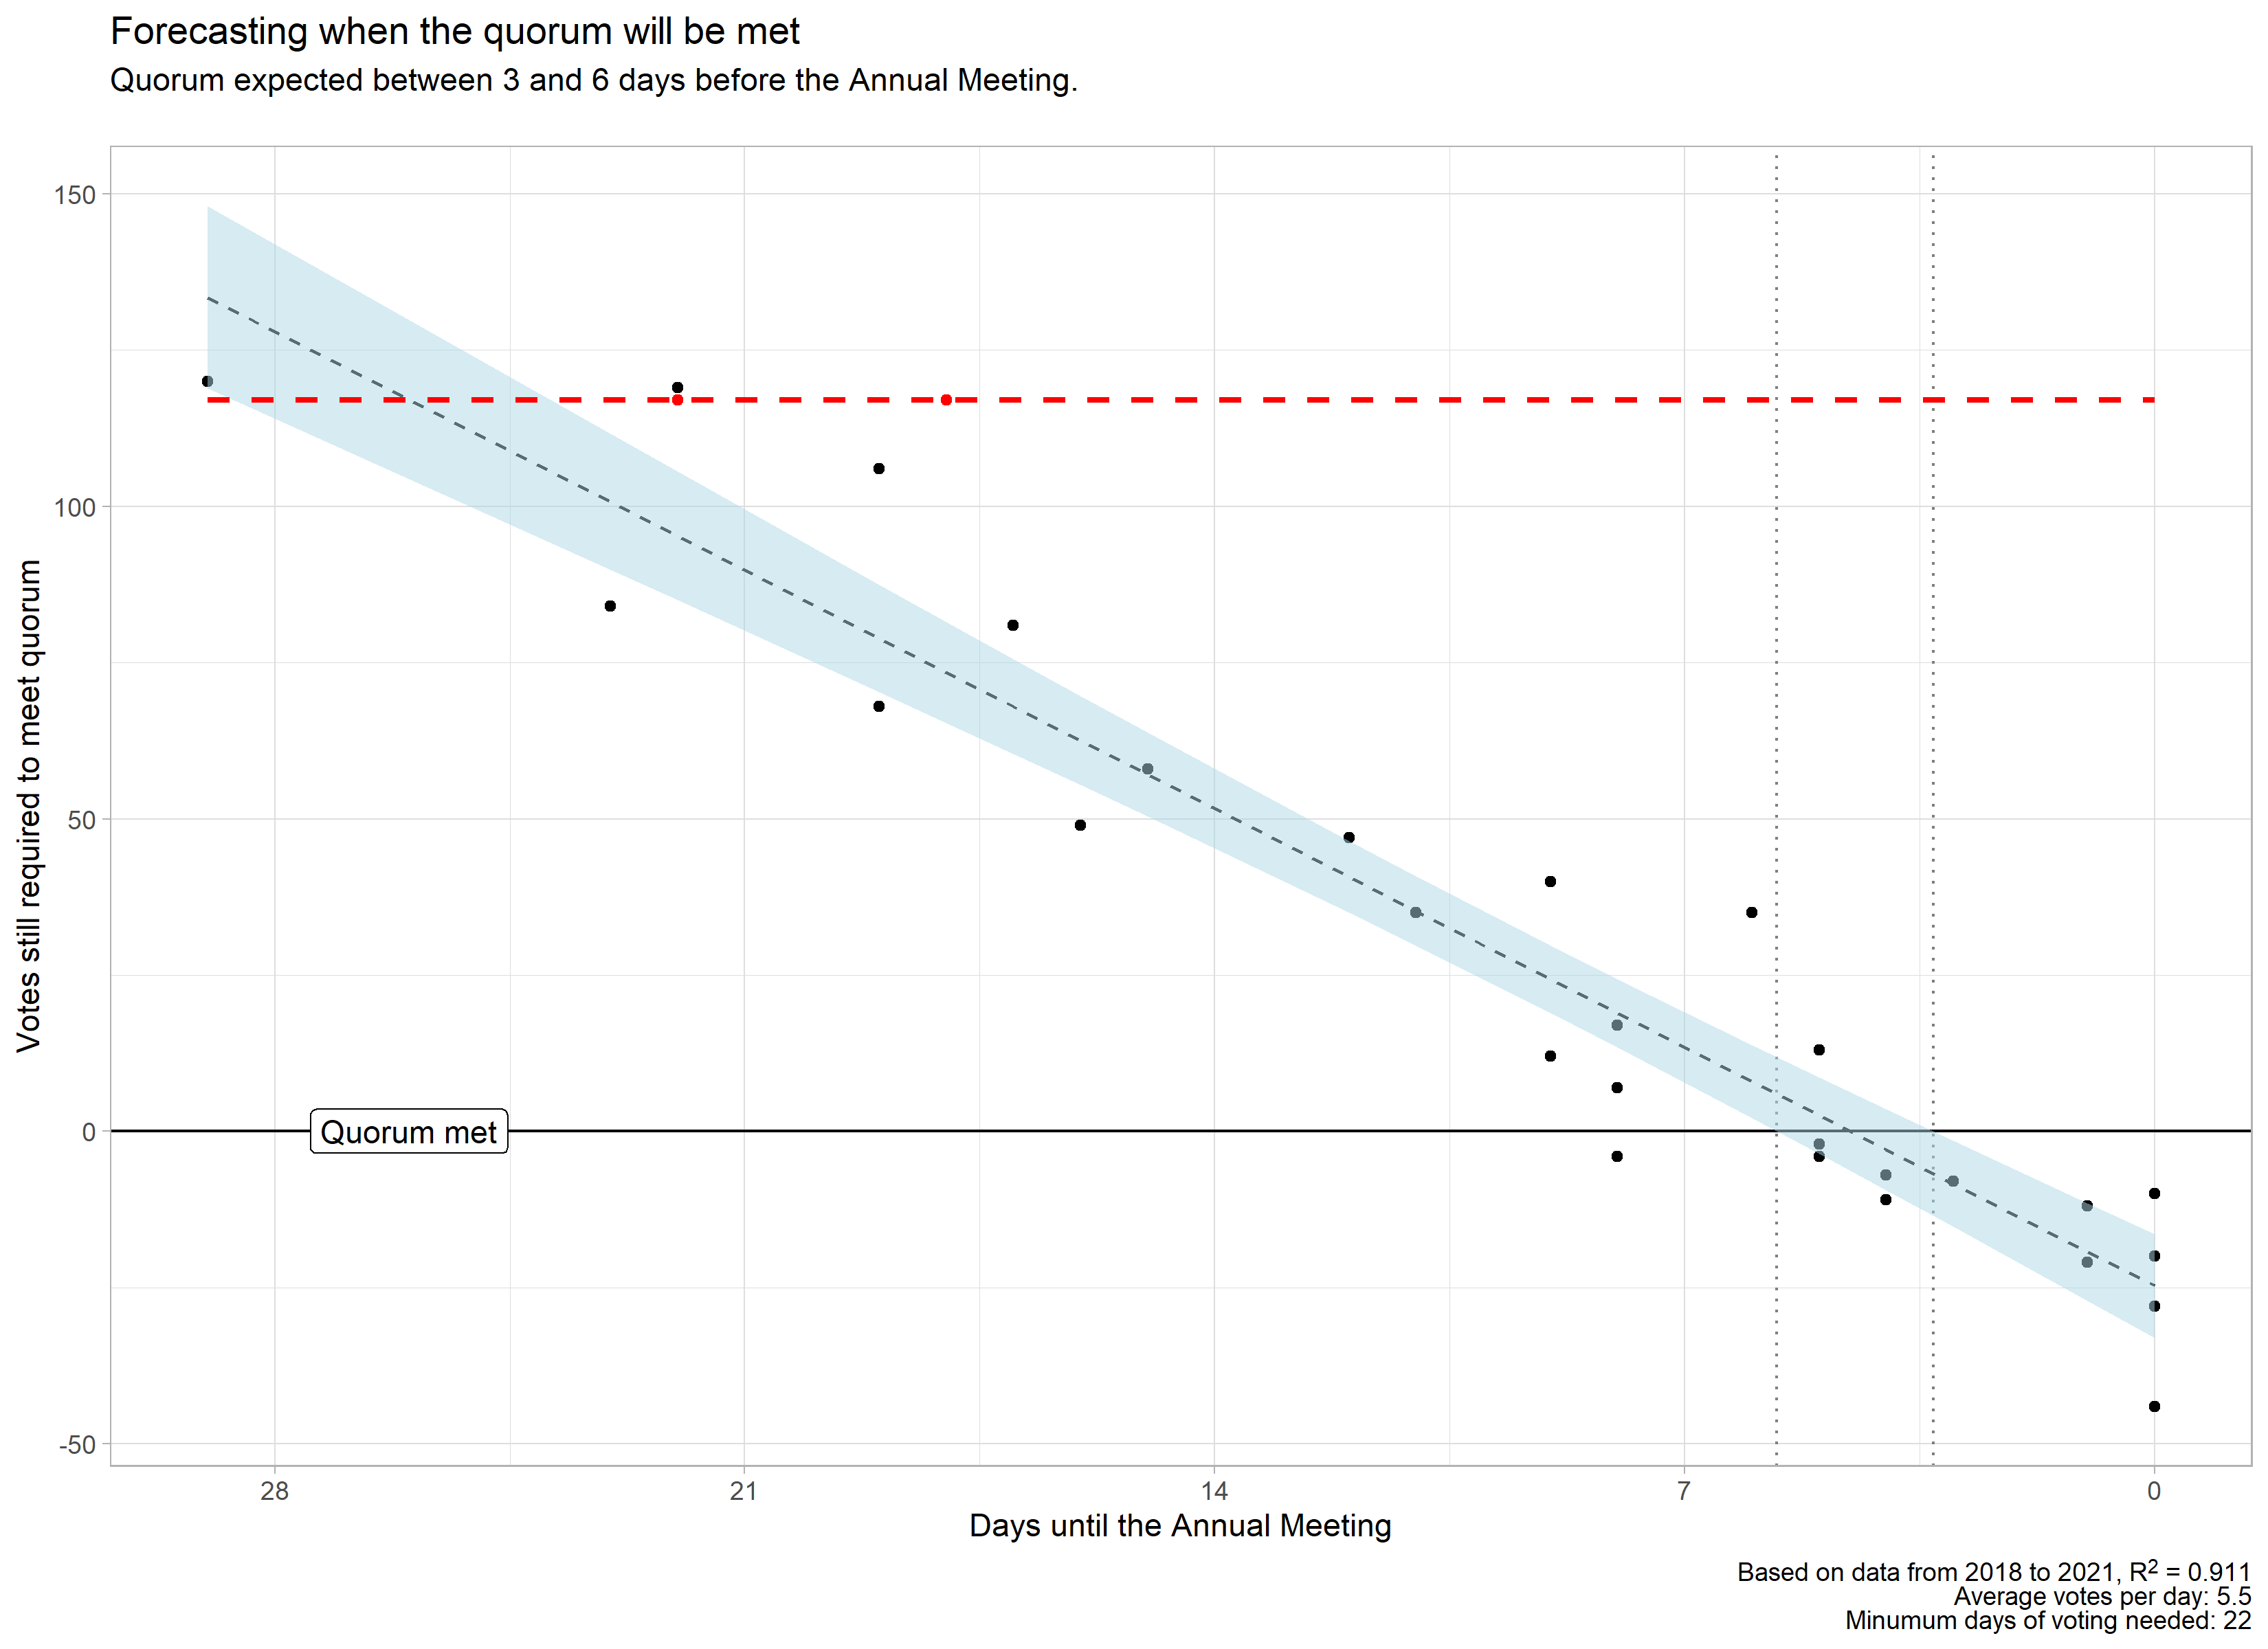 Forecasting when the quorum will be met
Quorum expected between 3 and 6 days before the Annual Meeting.
Votes still required to meet quorum
150
100
50
0
-50
Quorum met
28
21
14
7
0
Days until the Annual Meeting
Based on data from 2018 to 2021, R² = 0.911
Average votes per day: 5.5
Minumum days of voting needed: 22